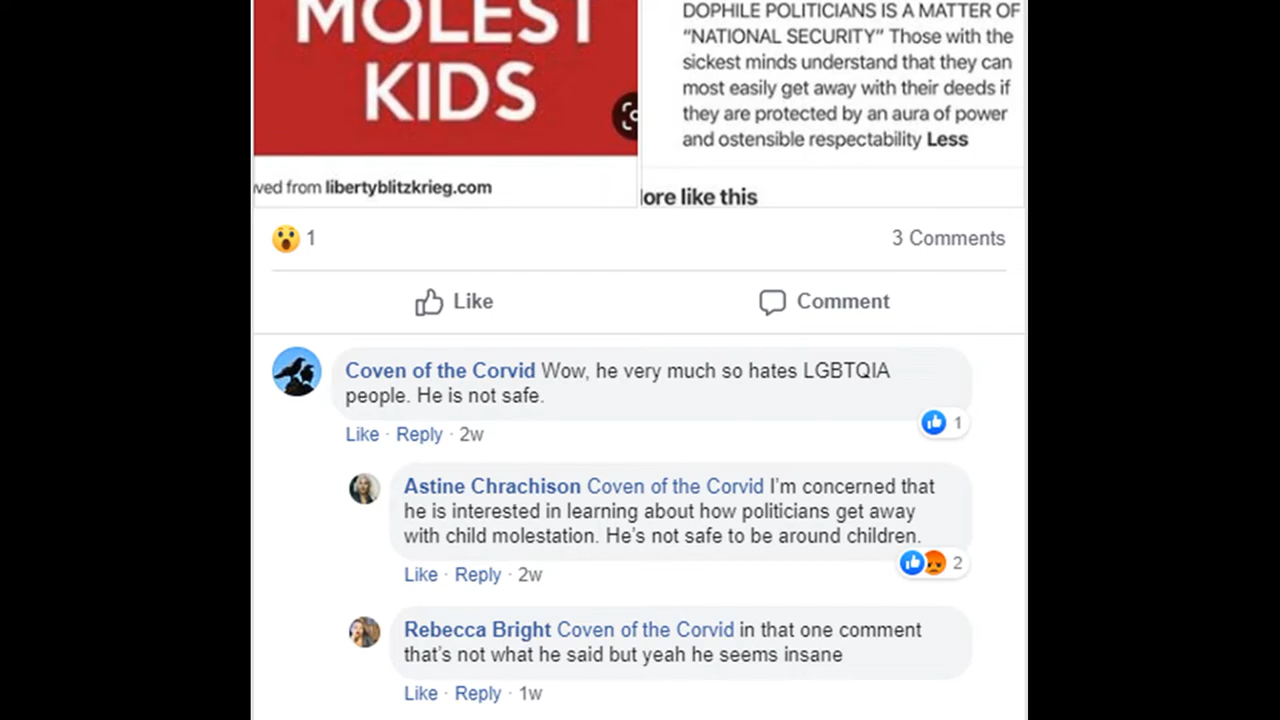 MOLEST
KIDS
ved from libertyblitzkrieg.com
DOPHILE POLITICIANS IS A MATTER OF
“NATIONAL SECURITY” Those with the
sickest minds understand that they can
most easily get away with their deeds if
they are protected by an aura of power
and ostensible respectability Less
ore like this
1
3 Comments
Like
Comment
Coven of the Corvid Wow, he very much so hates LGBTQIA
people. He is not safe.
1
Like · Reply · 2w
Astine Chrachison Coven of the Corvid I'm concerned that
he is interested in learning about how politicians get away
with child molestation. He's not safe to be around children.
2
Like · Reply · 2w
Rebecca Bright Coven of the Corvid in that one comment
that's not what he said but yeah he seems insane
Like · Reply · 1w